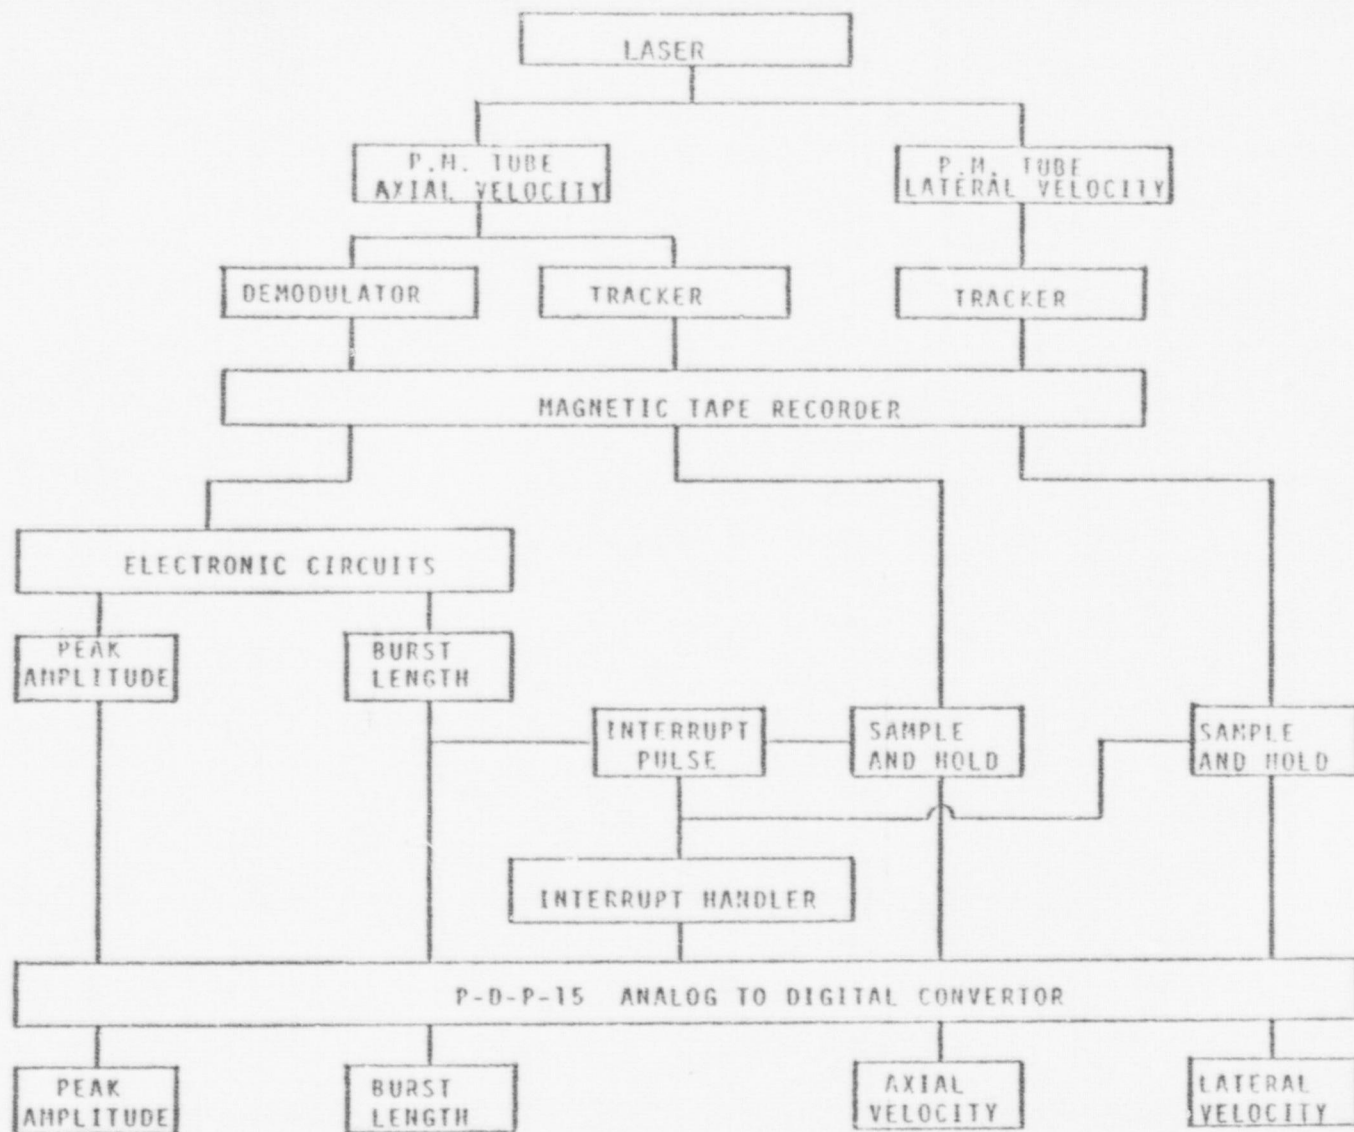 LASER
P.M. TUBE
AXIAL VELOCITY
P.M. TUBE
LATERAL VELOCITY
DEMODULATOR
TRACKER
TRACKER
MAGNETIC TAPE RECORDER
ELECTRONIC CIRCUITS
PEAK
AMPLITUDE
BURST
LENGTH
INTERRUPT
PULSE
SAMPLE
AND HOLD
SAMPLE
AND HOLD
INTERRUPT HANDLER
P-D-P-15 ANALOG TO DIGITAL CONVERTOR
PEAK
AMPLITUDE
BURST
LENGTH
AXIAL
VELOCITY
LATERAL
VELOCITY